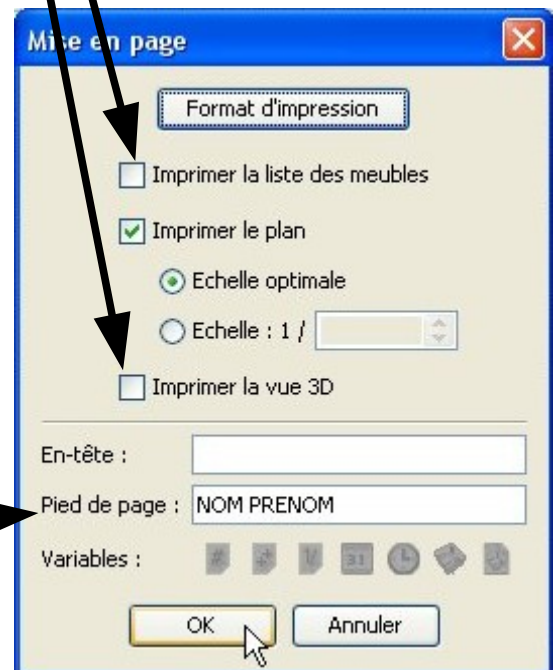 Mise en page
Format d'impression
Imprimer la liste des meubles
Imprimer le plan
Echelle optimale
Echelle : 1 /
Imprimer la vue 3D
En-tête :
Pied de page : NOM PRENOM
Variables :
OK Annuler